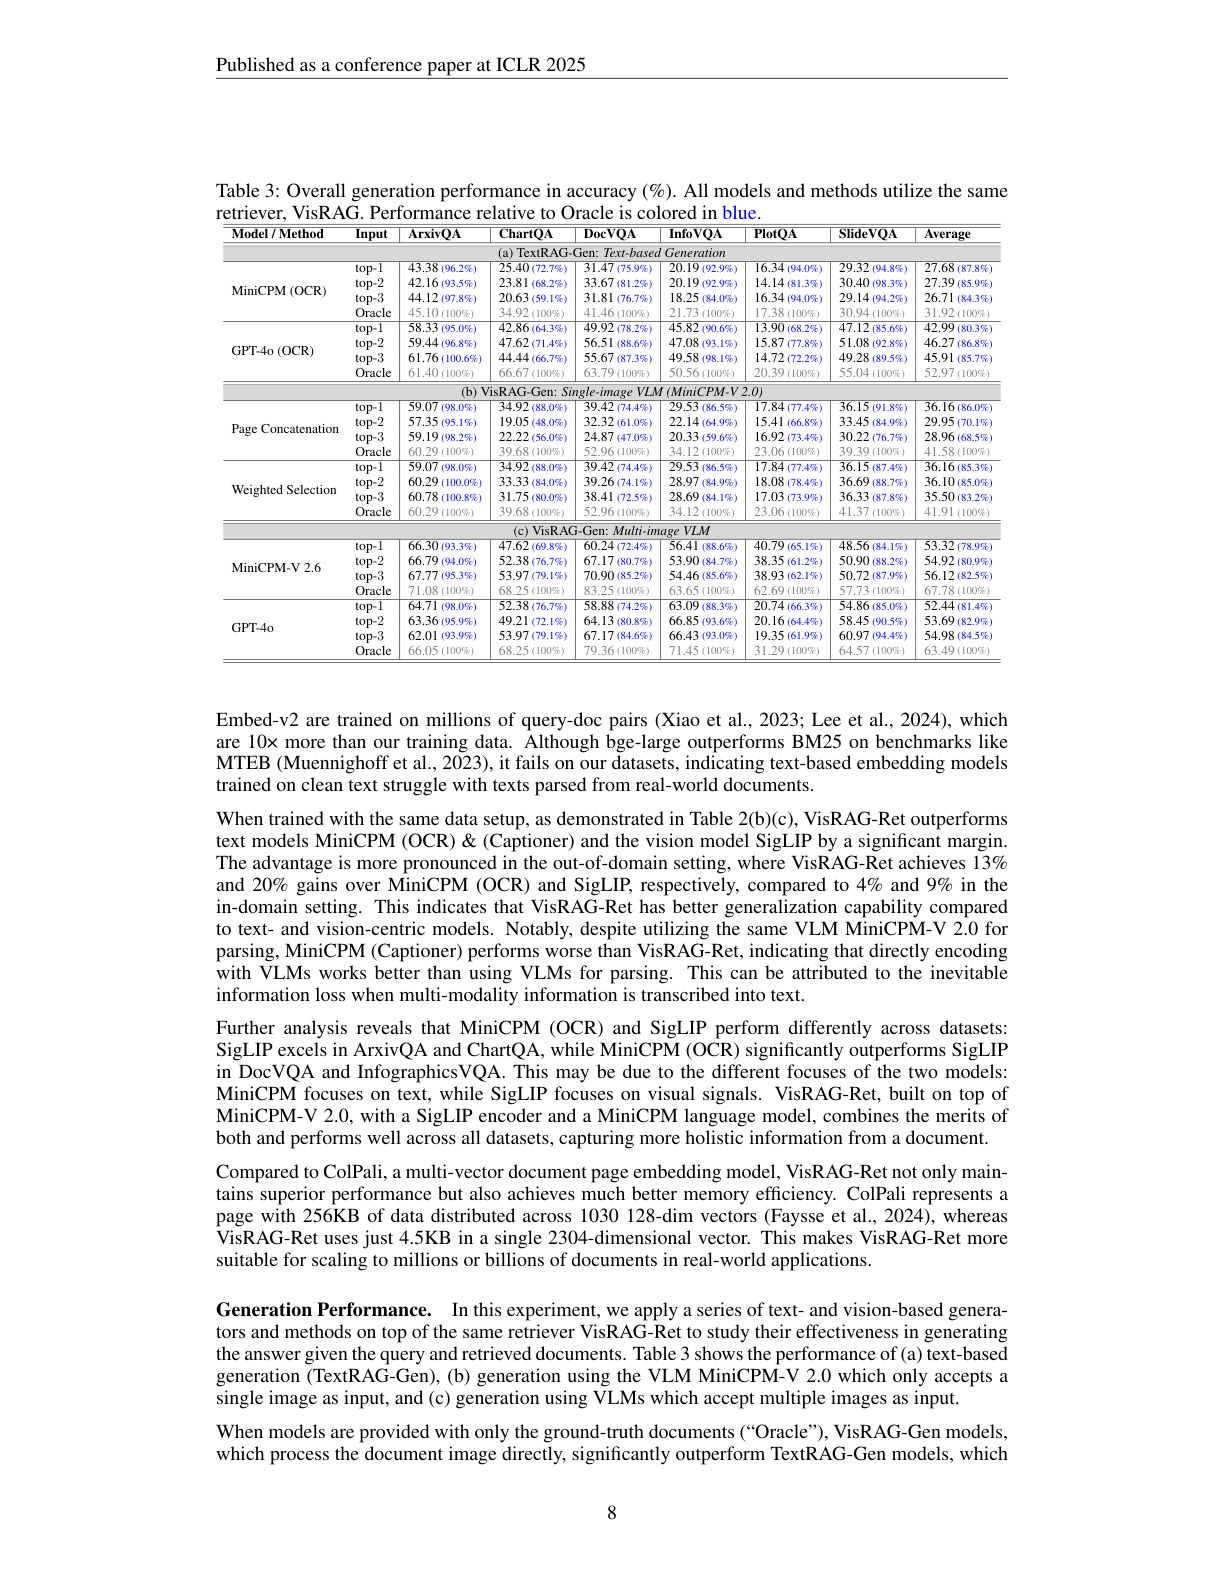 Published as a conference paper at ICLR 2025
Table 3: Overall generation performance in accuracy (%). All models and methods utilize the same
retriever, VisRAG. Performance relative to Oracle is colored in blue.
Model / Method Input ArxivQA ChartQA DocVQA InfoVQA PlotQA SlideVQA Average
(a) TextRAG-Gen: Text-based Generation
MiniCPM (OCR)
top-1 43.38 (96.2%) 25.40 (72.7%) 31.47 (75.9%) 20.19 (92.9%) 16.34 (94.0%) 29.32 (94.8%) 27.68 (87.8%)
top-2 42.16 (93.5%) 23.81 (68.2%) 33.67 (81.2%) 20.19 (92.9%) 14.14 (81.3%) 30.40 (98.3%) 27.39 (85.9%)
top-3 44.12 (97.8%) 20.63 (59.1%) 31.81 (76.7%) 18.25 (84.0%) 16.34 (94.0%) 29.14 (94.2%) 26.71 (84.3%)
Oracle 45.10 (100%) 34.92 (100%) 41.46 (100%) 21.73 (100%) 17.38 (100%) 30.94 (100%) 31.92 (100%)
GPT-4o (OCR)
top-1 58.33 (95.0%) 42.86 (64.3%) 49.92 (78.2%) 45.82 (90.6%) 13.90 (68.2%) 47.12 (85.6%) 42.99 (80.3%)
top-2 59.44 (96.8%) 47.62 (71.4%) 56.51 (88.6%) 47.08 (93.1%) 15.87 (77.8%) 51.08 (92.8%) 46.27 (86.8%)
top-3 61.76 (100.6%) 44.44 (66.7%) 55.67 (87.3%) 49.58 (98.1%) 14.72 (72.2%) 49.28 (89.5%) 45.91 (85.7%)
Oracle 61.40 (100%) 66.67 (100%) 63.79 (100%) 50.56 (100%) 20.39 (100%) 55.04 (100%) 52.97 (100%)
(b) VisRAG-Gen: Single-image VLM (MiniCPM-V 2.0)
Page Concatenation
top-1 59.07 (98.0%) 34.92 (88.0%) 39.42 (74.4%) 29.53 (86.5%) 17.84 (77.4%) 36.15 (91.8%) 36.16 (86.0%)
top-2 57.35 (95.1%) 19.05 (48.0%) 32.32 (61.0%) 22.14 (64.9%) 15.41 (66.8%) 33.45 (84.9%) 29.95 (70.1%)
top-3 59.19 (98.2%) 22.22 (56.0%) 24.87 (47.0%) 20.33 (59.6%) 16.92 (73.4%) 30.22 (76.7%) 28.96 (68.5%)
Oracle 60.29 (100%) 39.68 (100%) 52.96 (100%) 34.12 (100%) 23.06 (100%) 39.39 (100%) 41.58 (100%)
Weighted Selection
top-1 59.07 (98.0%) 34.92 (88.0%) 39.42 (74.4%) 29.53 (86.5%) 17.84 (77.4%) 36.15 (87.4%) 36.16 (85.3%)
top-2 60.29 (100.0%) 33.33 (84.0%) 39.26 (74.1%) 28.97 (84.9%) 18.08 (78.4%) 36.69 (88.7%) 36.10 (85.0%)
top-3 60.78 (100.8%) 31.75 (80.0%) 38.41 (72.5%) 28.69 (84.1%) 17.03 (73.9%) 36.33 (87.8%) 35.50 (83.2%)
Oracle 60.29 (100%) 39.68 (100%) 52.96 (100%) 34.12 (100%) 23.06 (100%) 41.37 (100%) 41.91 (100%)
(c) VisRAG-Gen: Multi-image VLM
MiniCPM-V 2.6
top-1 66.30 (93.3%) 47.62 (69.8%) 60.24 (72.4%) 56.41 (88.6%) 40.79 (65.1%) 48.56 (84.1%) 53.32 (78.9%)
top-2 66.79 (94.0%) 52.38 (76.7%) 67.17 (80.7%) 53.90 (84.7%) 38.35 (61.2%) 50.90 (88.2%) 54.92 (80.9%)
top-3 67.77 (95.3%) 53.97 (79.1%) 70.90 (85.2%) 54.46 (85.6%) 38.93 (62.1%) 50.72 (87.9%) 56.12 (82.5%)
Oracle 71.08 (100%) 68.25 (100%) 83.25 (100%) 63.65 (100%) 62.69 (100%) 57.73 (100%) 67.78 (100%)
GPT-4o
top-1 64.71 (98.0%) 52.38 (76.7%) 58.88 (74.2%) 63.09 (88.3%) 20.74 (66.3%) 54.86 (85.0%) 52.44 (81.4%)
top-2 63.36 (95.9%) 49.21 (72.1%) 64.13 (80.8%) 66.85 (93.6%) 20.16 (64.4%) 58.45 (90.5%) 53.69 (82.9%)
top-3 62.01 (93.9%) 53.97 (79.1%) 67.17 (84.6%) 66.43 (93.0%) 19.35 (61.9%) 60.97 (94.4%) 54.98 (84.5%)
Oracle 66.05 (100%) 68.25 (100%) 79.36 (100%) 71.45 (100%) 31.29 (100%) 64.57 (100%) 63.49 (100%)
Embed-v2 are trained on millions of query-doc pairs (Xiao et al., 2023; Lee et al., 2024), which
are 10× more than our training data. Although bge-large outperforms BM25 on benchmarks like
MTEB (Muennighoff et al., 2023), it fails on our datasets, indicating text-based embedding models
trained on clean text struggle with texts parsed from real-world documents.
When trained with the same data setup, as demonstrated in Table 2(b)(c), VisRAG-Ret outperforms
text models MiniCPM (OCR) & (Captioner) and the vision model SigLIP by a significant margin.
The advantage is more pronounced in the out-of-domain setting, where VisRAG-Ret achieves 13%
and 20% gains over MiniCPM (OCR) and SigLIP, respectively, compared to 4% and 9% in the
in-domain setting. This indicates that VisRAG-Ret has better generalization capability compared
to text- and vision-centric models. Notably, despite utilizing the same VLM MiniCPM-V 2.0 for
parsing, MiniCPM (Captioner) performs worse than VisRAG-Ret, indicating that directly encoding
with VLMs works better than using VLMs for parsing. This can be attributed to the inevitable
information loss when multi-modality information is transcribed into text.
Further analysis reveals that MiniCPM (OCR) and SigLIP perform differently across datasets:
SigLIP excels in ArxivQA and ChartQA, while MiniCPM (OCR) significantly outperforms SigLIP
in DocVQA and InfographicsVQA. This may be due to the different focuses of the two models:
MiniCPM focuses on text, while SigLIP focuses on visual signals. VisRAG-Ret, built on top of
MiniCPM-V 2.0, with a SigLIP encoder and a MiniCPM language model, combines the merits of
both and performs well across all datasets, capturing more holistic information from a document.
Compared to ColPali, a multi-vector document page embedding model, VisRAG-Ret not only main-
tains superior performance but also achieves much better memory efficiency. ColPali represents a
page with 256KB of data distributed across 1030 128-dim vectors (Faysse et al., 2024), whereas
VisRAG-Ret uses just 4.5KB in a single 2304-dimensional vector. This makes VisRAG-Ret more
suitable for scaling to millions or billions of documents in real-world applications.
Generation Performance. In this experiment, we apply a series of text- and vision-based genera-
tors and methods on top of the same retriever VisRAG-Ret to study their effectiveness in generating
the answer given the query and retrieved documents. Table 3 shows the performance of (a) text-based
generation (TextRAG-Gen), (b) generation using the VLM MiniCPM-V 2.0 which only accepts a
single image as input, and (c) generation using VLMs which accept multiple images as input.
When models are provided with only the ground-truth documents (“Oracle”), VisRAG-Gen models,
which process the document image directly, significantly outperform TextRAG-Gen models, which
8